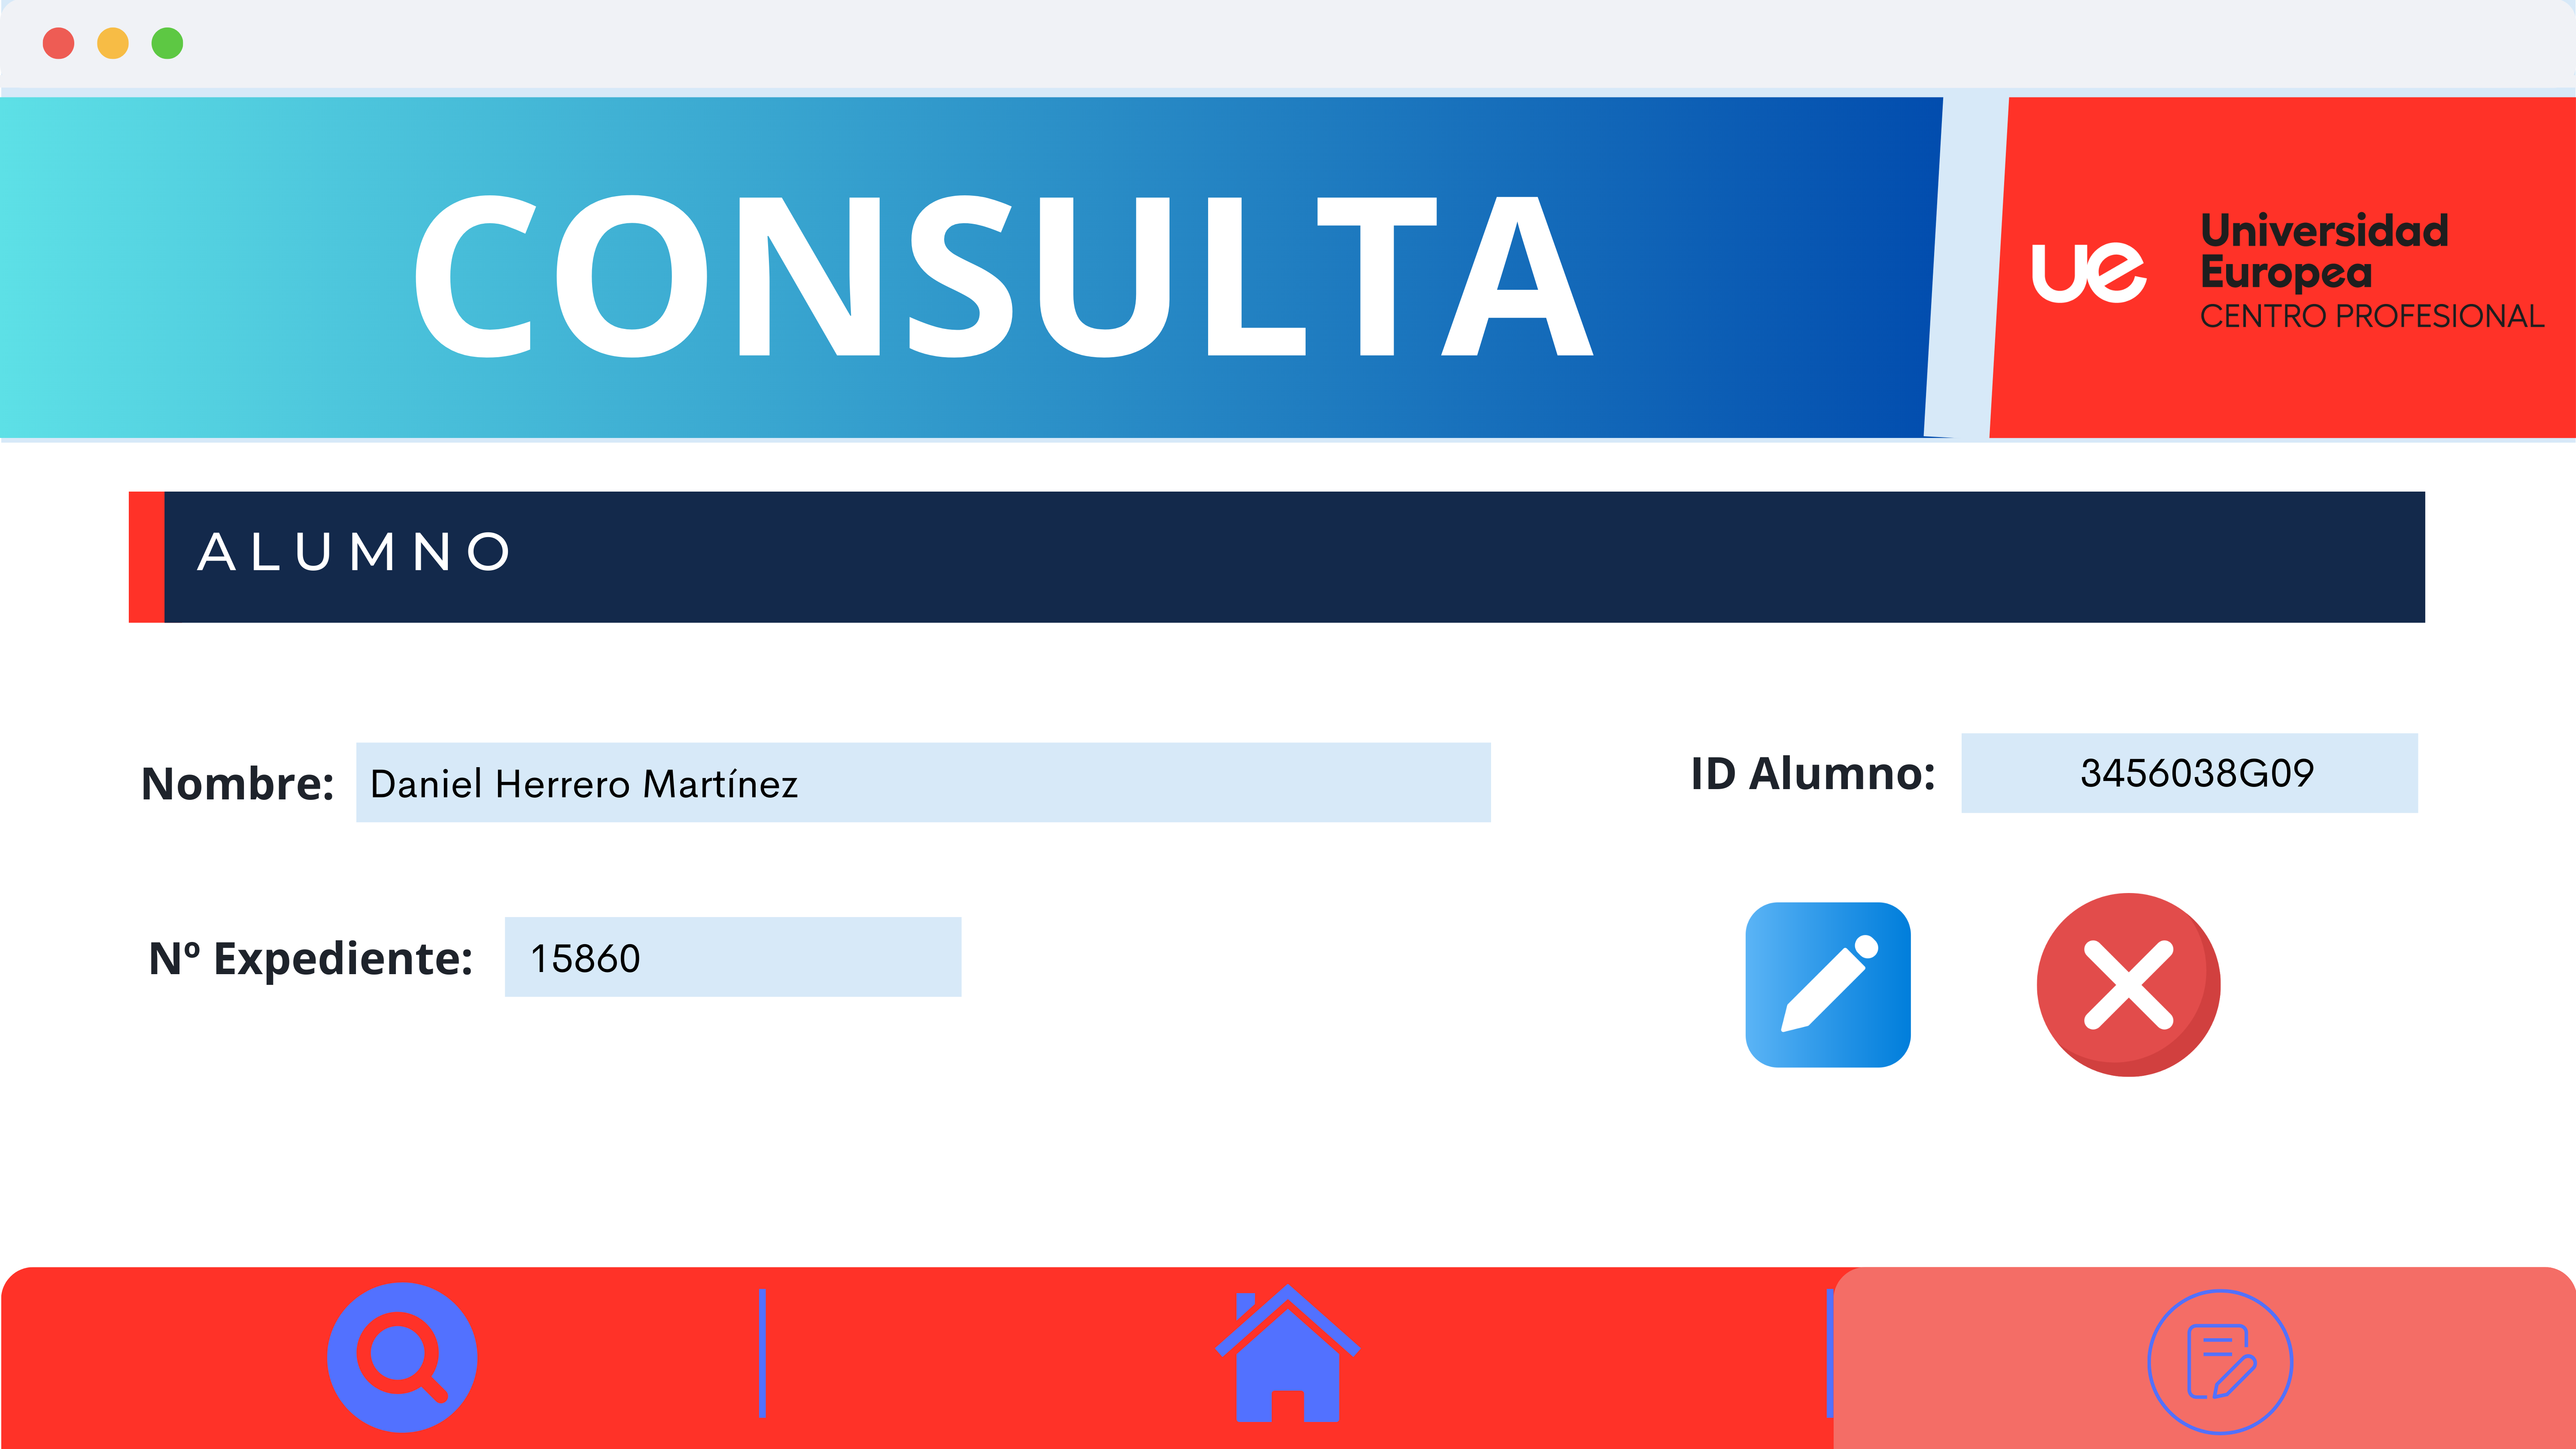 CONSULTA
ue
Universidad
Europea
CENTRO PROFESIONAL
ALUMNO
Nombre: Daniel Herrero Martínez
ID Alumno: 3456038G09
Nº Expediente: 15860